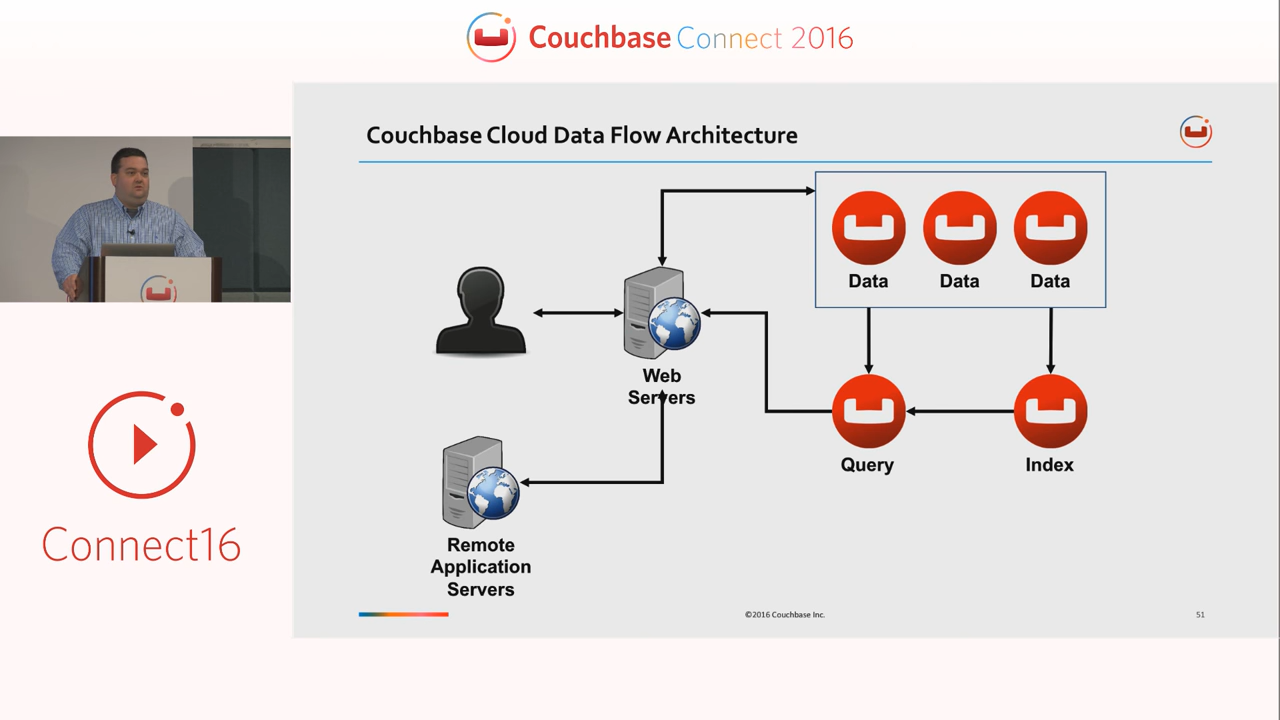 Couchbase Connect 2016
Couchbase Cloud Data Flow Architecture
Data
Data
Data
Web
Servers
Query
Index
Remote
Application
Servers
Connect16
©2016 Couchbase Inc.
51